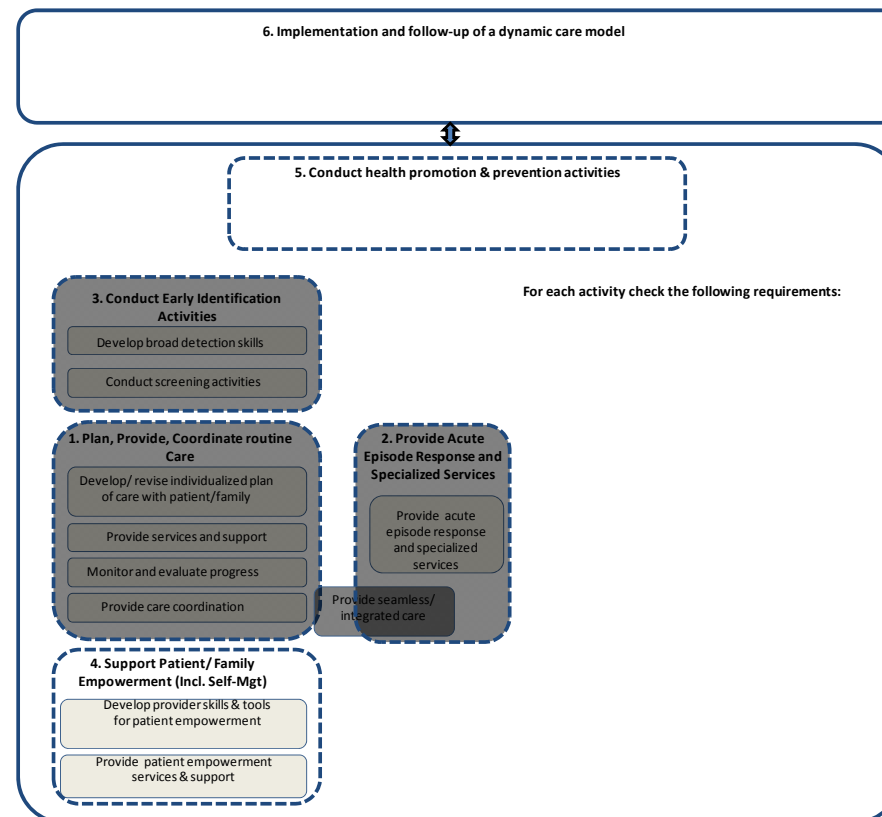 6. Implementation and follow-up of a dynamic care model
5. Conduct health promotion & prevention activities
3. Conduct Early Identification
Activities
Develop broad detection skills
Conduct screening activities
For each activity check the following requirements:
1. Plan, Provide, Coordinate routine
Care
Develop/ revise individualized plan
of care with patient/family
Provide services and support
Monitor and evaluate progress
Provide care coordination
2. Provide Acute
Episode Response and
Specialized Services
Provide acute
episode response
and specialized
services
Provide seamless/
integrated care
4. Support Patient/ Family
Empowerment (Incl. Self-Mgt)
Develop provider skills & tools
for patient empowerment
Provide patient empowerment
services & support